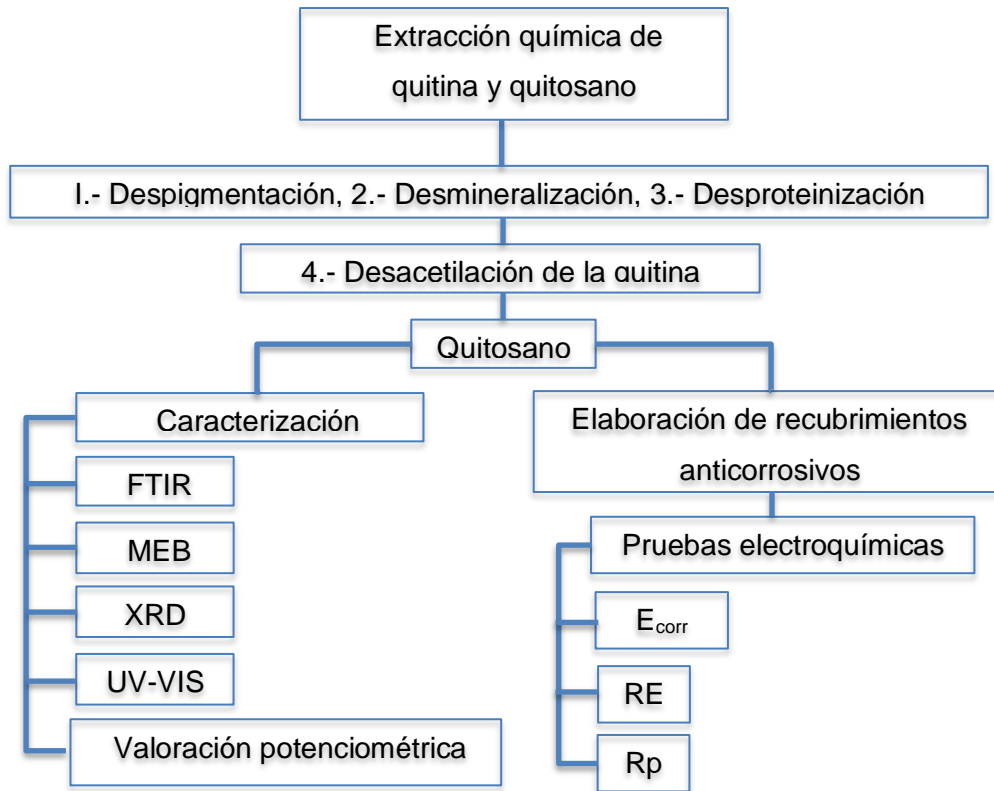 Extracción química de
quitina y quitosano
I.- Despigmentación, 2.- Desmineralización, 3.- Desproteinización
4.- Desacetilación de la quitina
Quitosano
Caracterización
FTIR
MEB
XRD
UV-VIS
Valoración potenciométrica
Elaboración de recubrimientos
anticorrosivos
Pruebas electroquímicas
Ecorr
RE
Rp